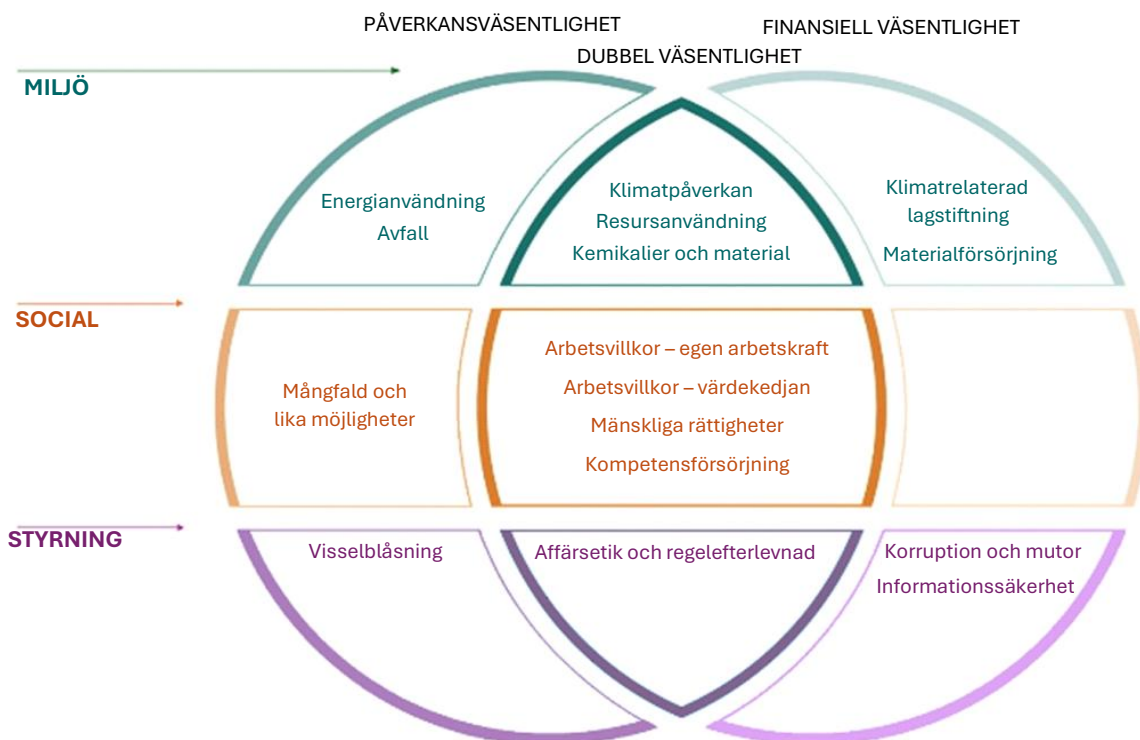 PÅVERKANSVÄSENTLIGHET
FINANSIELL VÄSENTLIGHET
DUBBEL VÄSENTLIGHET
MILJÖ
Energianvändning
Avfall
Klimatpåverkan
Resursanvändning
Kemikalier och material
Klimatrelaterad
lagstiftning
Materialförsörjning
SOCIAL
Mångfald och
lika möjligheter
Arbetsvillkor – egen arbetskraft
Arbetsvillkor – värdekedjan
Mänskliga rättigheter
Kompetensförsörjning
STYRNING
Visselblåsning
Affärsetik och regelefterlevnad
Korruption och mutor
Informationssäkerhet